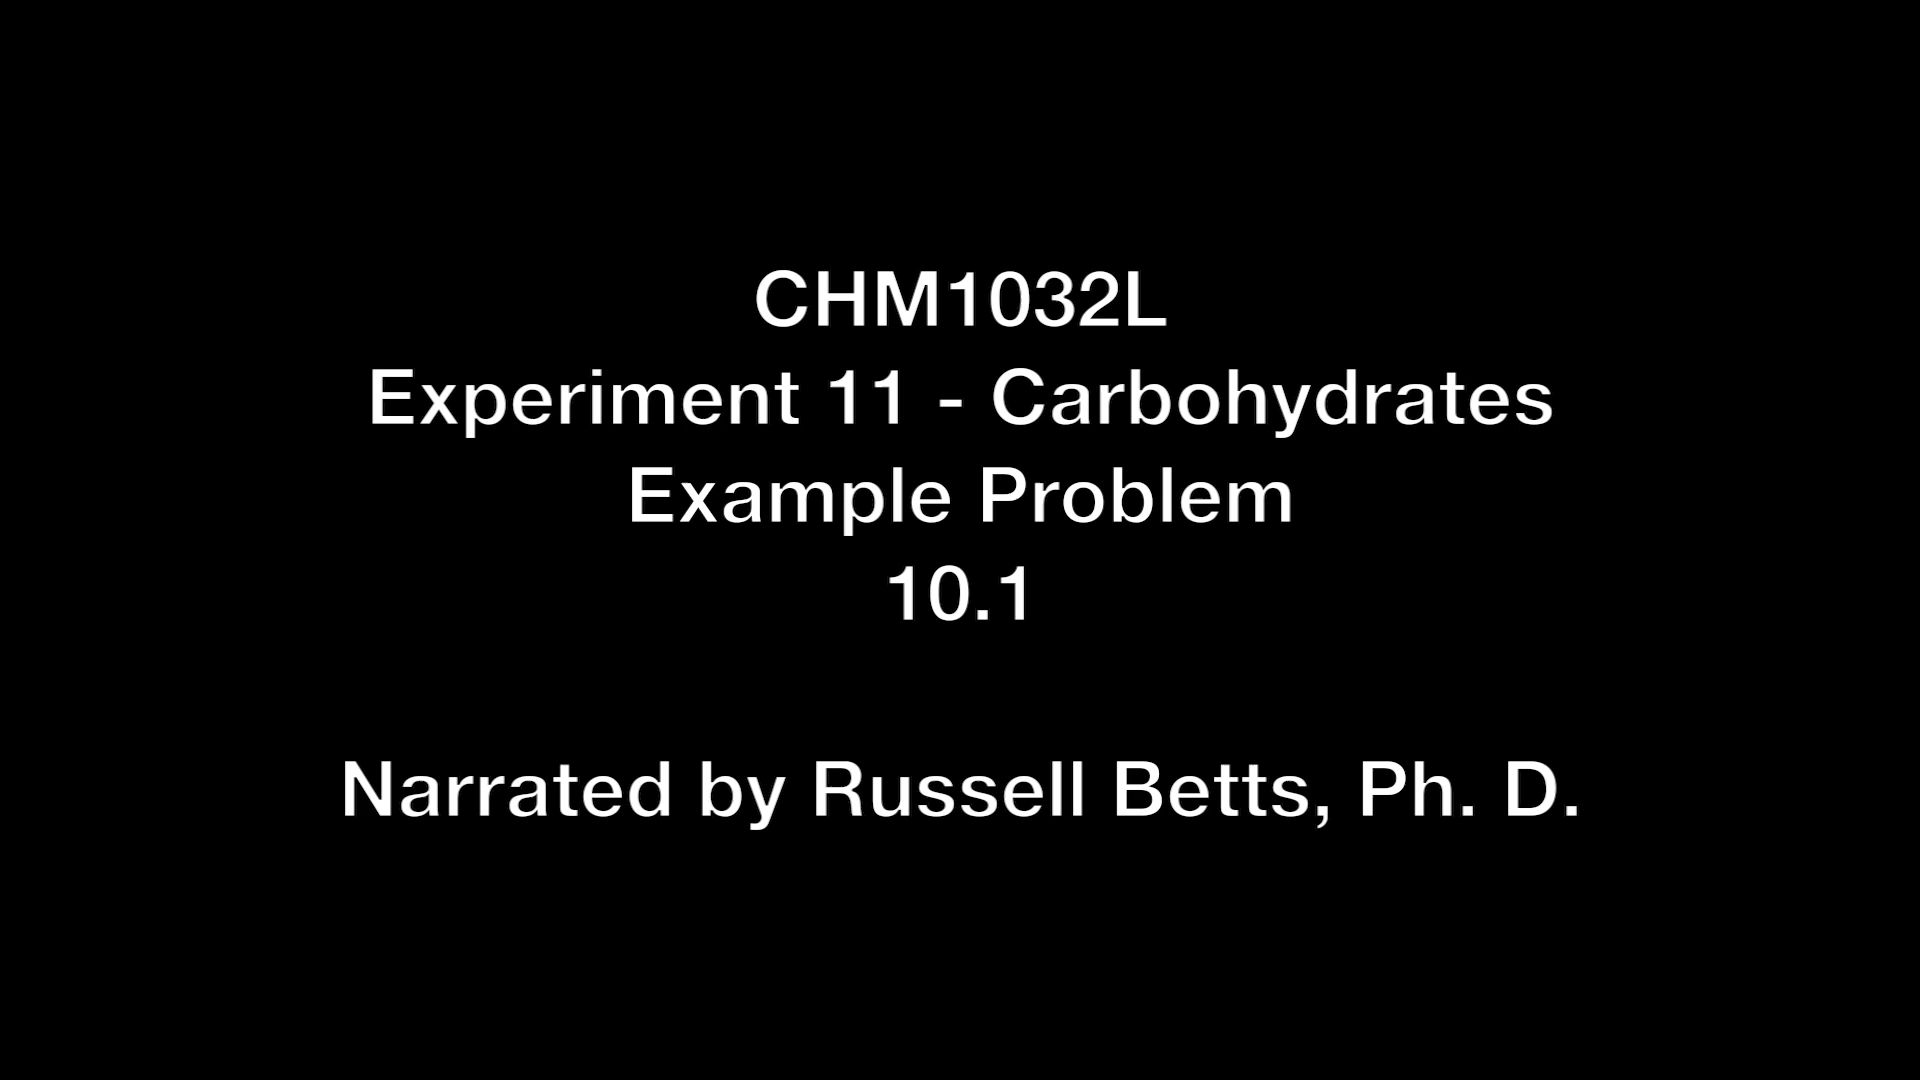 CHM1032L
Experiment 11 - Carbohydrates
Example Problem
10.1
Narrated by Russell Betts, Ph. D.